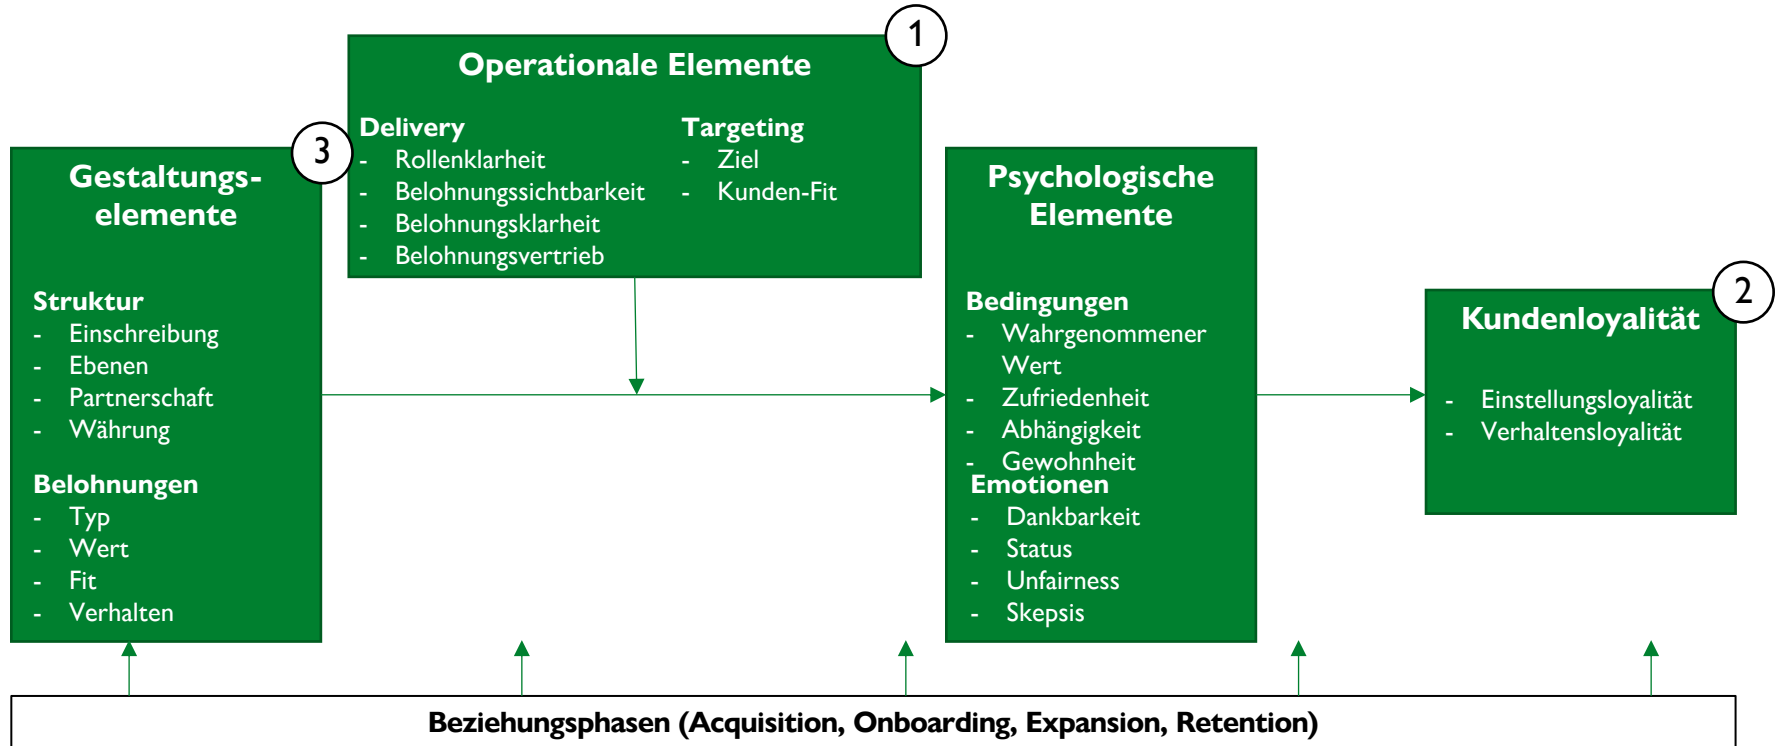 1
Operationale Elemente
Delivery
- Rollenklarheit
- Belohnungssichtbarkeit
- Belohnungsklarheit
- Belohnungsvertrieb
Targeting
- Ziel
- Kunden-Fit
3
Gestaltungs-
elemente
Struktur
- Einschreibung
- Ebenen
- Partnerschaft
- Währung
Belohnungen
- Typ
- Wert
- Fit
- Verhalten
Psychologische
Elemente
Bedingungen
- Wahrgenommener
Wert
- Zufriedenheit
- Abhängigkeit
- Gewohnheit
Emotionen
- Dankbarkeit
- Status
- Unfairness
- Skepsis
2
Kundenloyalität
- Einstellungsloyalität
- Verhaltensloyalität
Beziehungsphasen (Acquisition, Onboarding, Expansion, Retention)